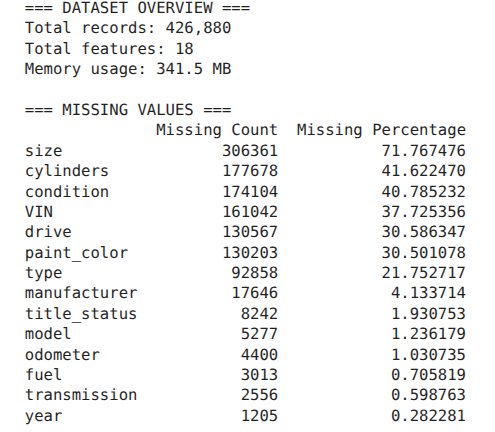 === DATASET OVERVIEW ===
Total records: 426,880
Total features: 18
Memory usage: 341.5 MB
=== MISSING VALUES ===
Missing Count Missing Percentage
size 306361 71.767476
cylinders 177678 41.622470
condition 174104 40.785232
VIN 161042 37.725356
drive 130567 30.586347
paint_color 130203 30.501078
type 92858 21.752717
manufacturer 17646 4.133714
title_status 8242 1.930753
model 5277 1.236179
odometer 4400 1.030735
fuel 3013 0.705819
transmission 2556 0.598763
year 1205 0.282281